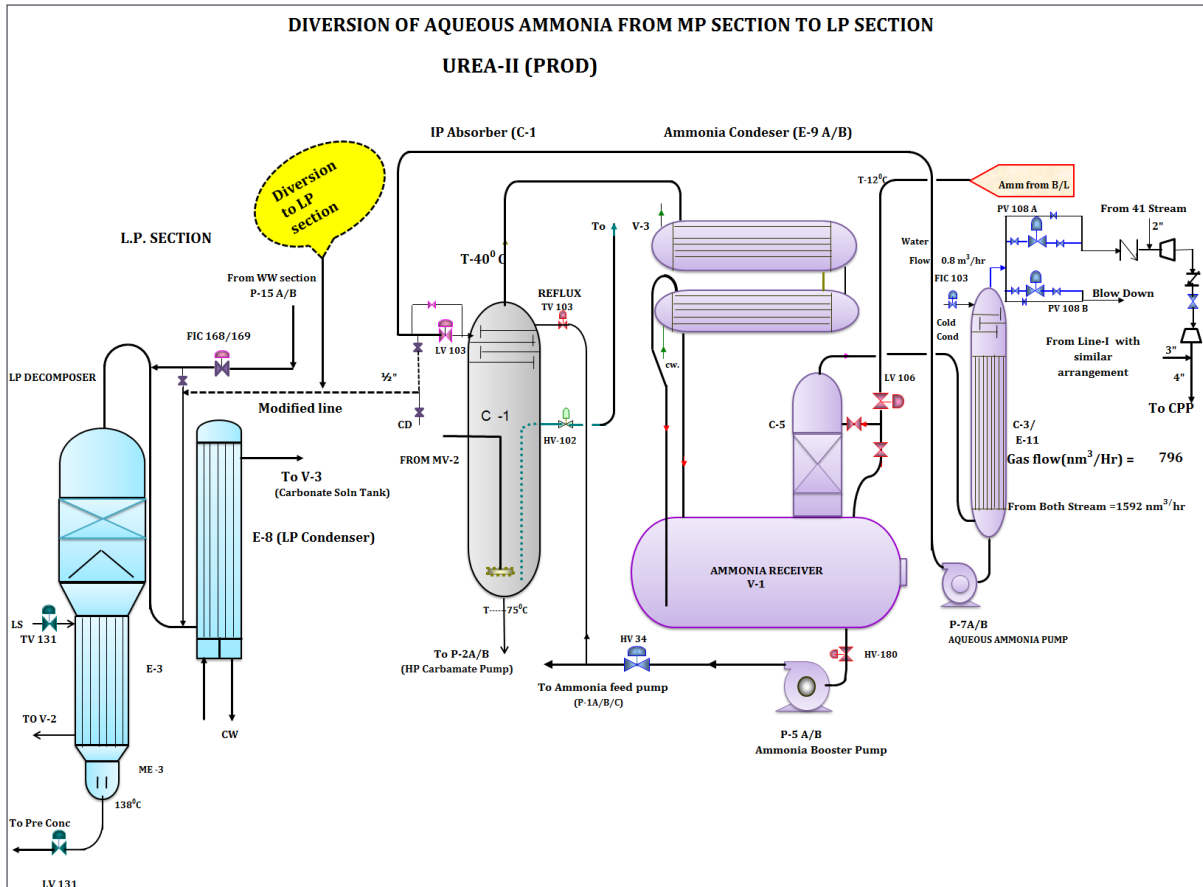 DIVERSION OF AQUEOUS AMMONIA FROM MP SECTION TO LP SECTION
UREA-II (PROD)
IP Absorber (C-1
Ammonia Condeser (E-9 A/B)
Diversion
to LP
section
L.P. SECTION
From WW section
P-15 A/B
FIC 168/169
LP DECOMPOSER
Modified line
½"
CD
T-40⁰ C
REFLUX
TV 103
LV 103
C -1
HV-102
FROM MV-2
T-----75⁰C
To P-2A/B
(HP Carbamate Pump)
To
V-3
cw.
T-12⁰C
Amm from B/L
PV 108 A
From 41 Stream
2"
Water
Flow
0.8 m³/hr
FIC 103
Blow Down
PV 108 B
Cold
Cond
From Line-I with
similar
arrangement
3"
4"
To CPP
LV 106
C-5
C-3/
E-11
Gas flow(nm³/Hr) = 796
From Both Stream =1592 nm³/hr
AMMONIA RECEIVER
V-1
P-7A/B
AQUEOUS AMMONIA PUMP
HV 34
HV-180
To Ammonia feed pump
(P-1A/B/C)
P-5 A/B
Ammonia Booster Pump
To V-3
(Carbonate Soln Tank)
E-8 (LP Condenser)
LS
TV 131
E-3
TO V-2
CW
ME -3
138⁰C
To Pre Conc
LV 131